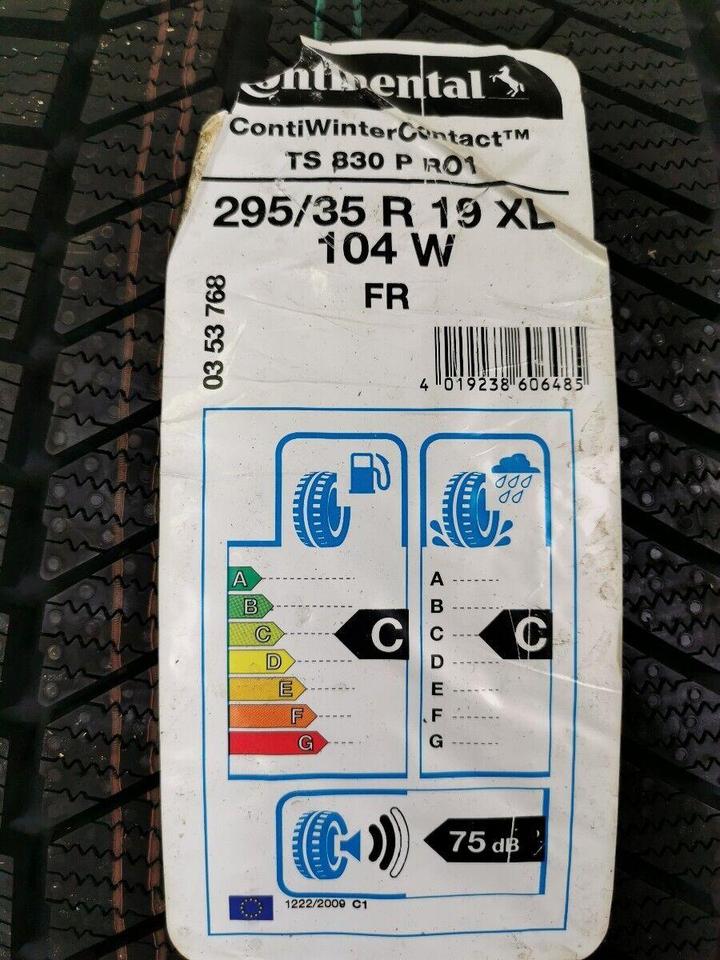 Continental
ContiWinterContact™
TS 830 P RO1
295/35 R 19 XL
104 W
FR
03 53 768
4 019238 606485
A
B
C
D
E
F
G
C
A
B
C
D
E
F
G
C
75 dB
1222/2009 C1